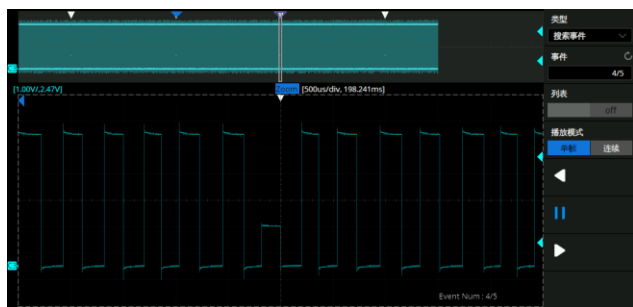 类型
搜索事件
事件
4/5
[1.00V/,2.47V]
Zoom [500us/div, 198.241ms]
列表
off
播放模式
单帧 连续
Event Num : 4/5